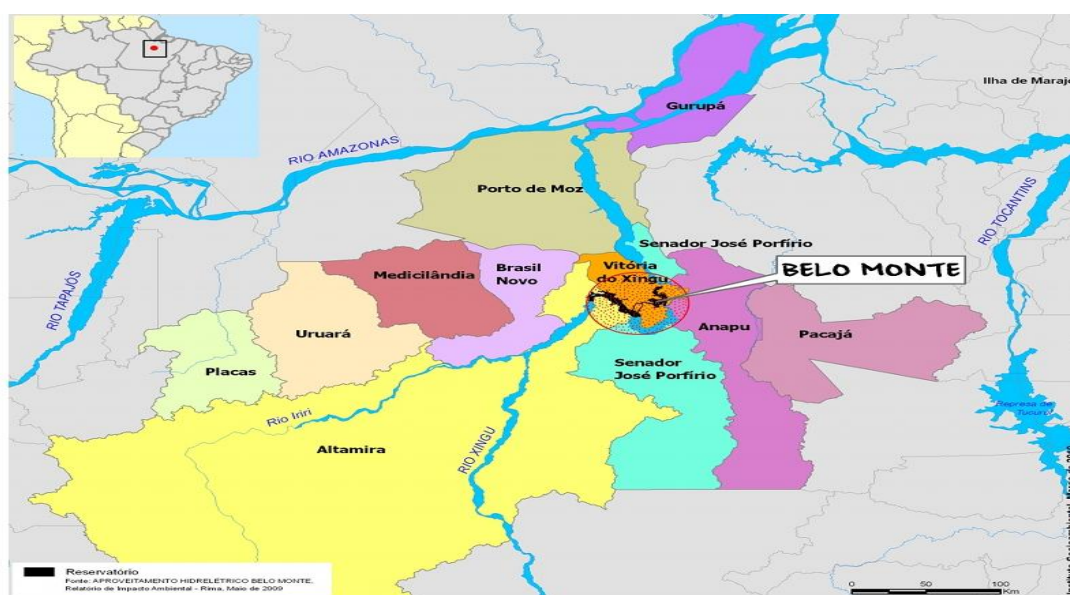 Ilha de Marajó
Gurupá
RIO AMAZONAS
Porto de Moz
RIO TOCANTINS
Senador José Porfírio
RIO TAPAJÓS
Medicilândia
Brasil
Novo
Vitória
do Xingu
BELO MONTE
Uruará
Anapu
Pacajá
Placas
Senador
José Porfírio
Represa de
Tucuruí
Rio Iriri
RIO XINGU
Altamira
Reservatório
Fonte: APROVEITAMENTO HIDRELÉTRICO BELO MONTE.
Relatório de Impacto Ambiental - Rima, Maio de 2009
0 50 100
Km